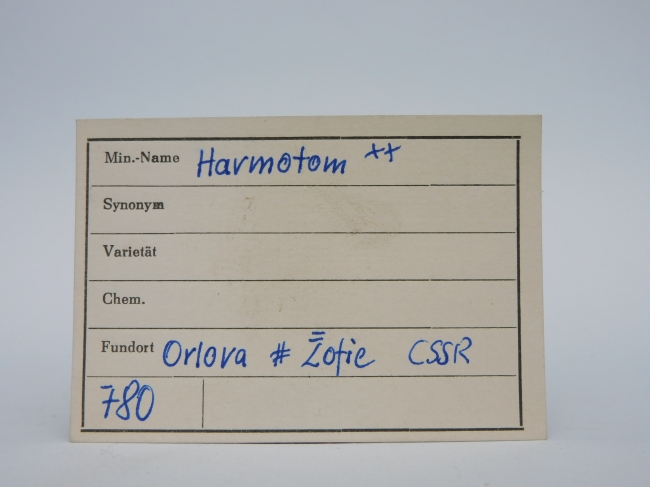 Min.-Name Harmotom ++
Synonym
Varietät
Chem.
Fundort Orlova # Žofie CSSR
780